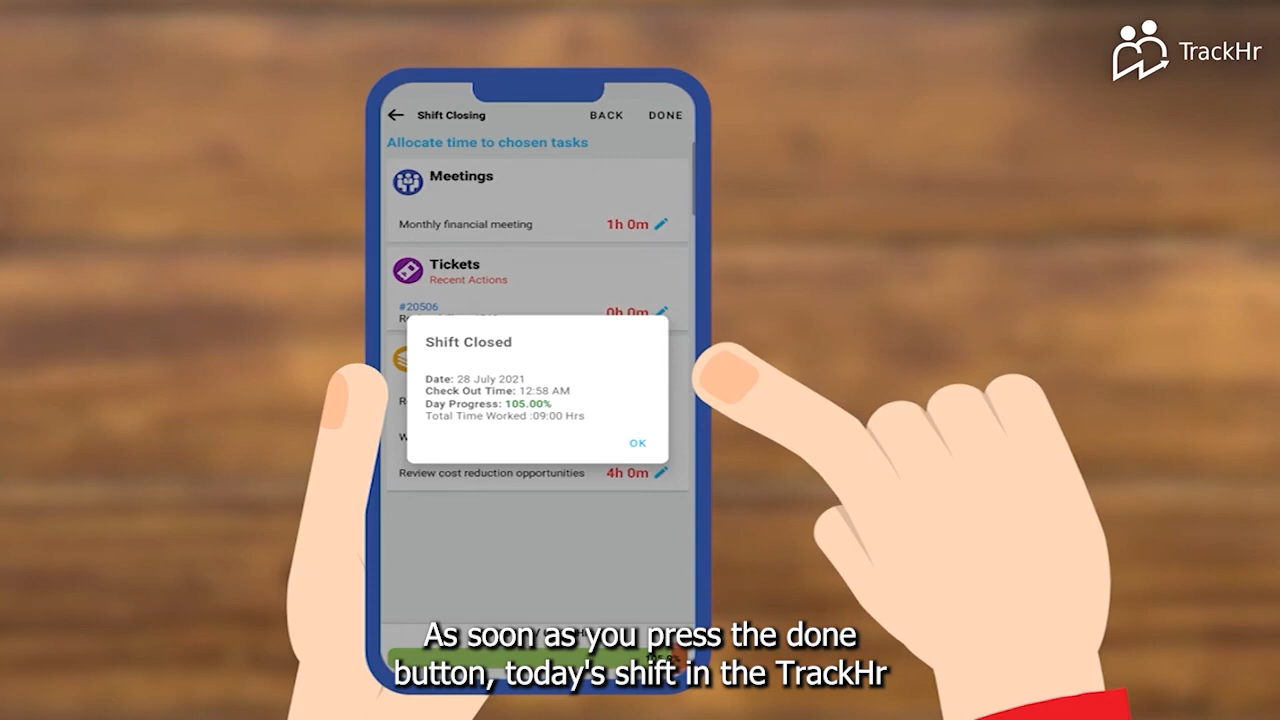 TrackHr
Shift Closing
BACK
DONE
Allocate time to chosen tasks
Meetings
Monthly financial meeting
1h 0m
Tickets
Recent Actions
#20506
0h 0m
Shift Closed
Date: 28 July 2021
Check Out Time: 12:58 AM
Day Progress: 105.00%
Total Time Worked :09:00 Hrs
OK
Review cost reduction opportunities
4h 0m
As soon as you press the done
button, today's shift in the TrackHr